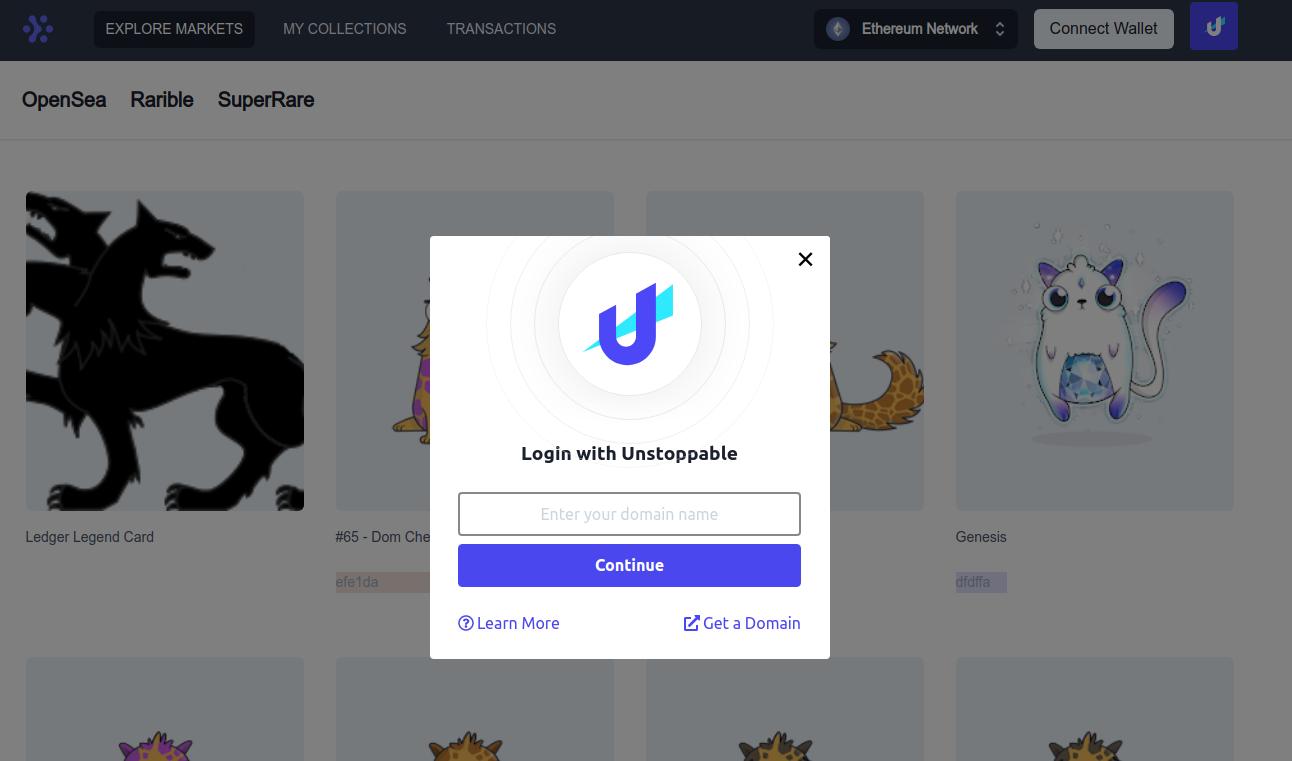 EXPLORE MARKETS MY COLLECTIONS TRANSACTIONS Ethereum Network Connect Wallet
OpenSea Rarible SuperRare
Login with Unstoppable
Enter your domain name
Continue
Learn More Get a Domain
Ledger Legend Card #65 - Dom Che Genesis
efe1da dfdffa